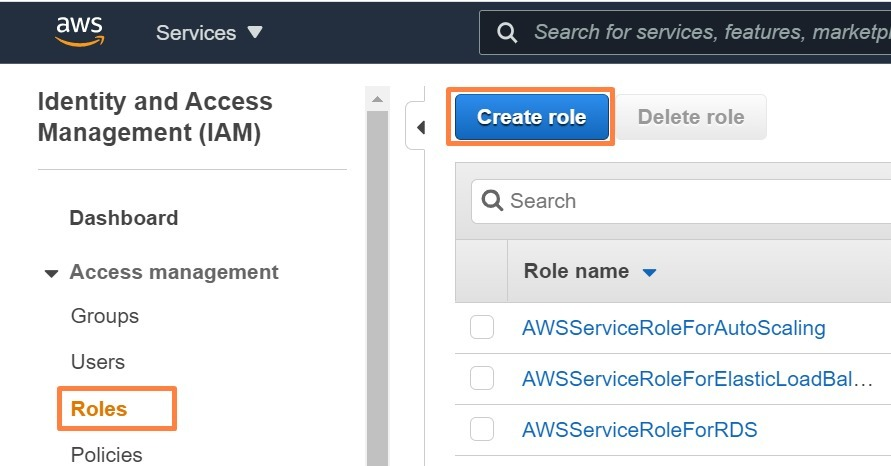 aws
Services
Search for services, features, marketpl
Identity and Access
Management (IAM)
Dashboard
Access management
Groups
Users
Roles
Policies
Create role
Delete role
Search
Role name
AWSServiceRoleForAutoScaling
AWSServiceRoleForElasticLoadBal…
AWSServiceRoleForRDS